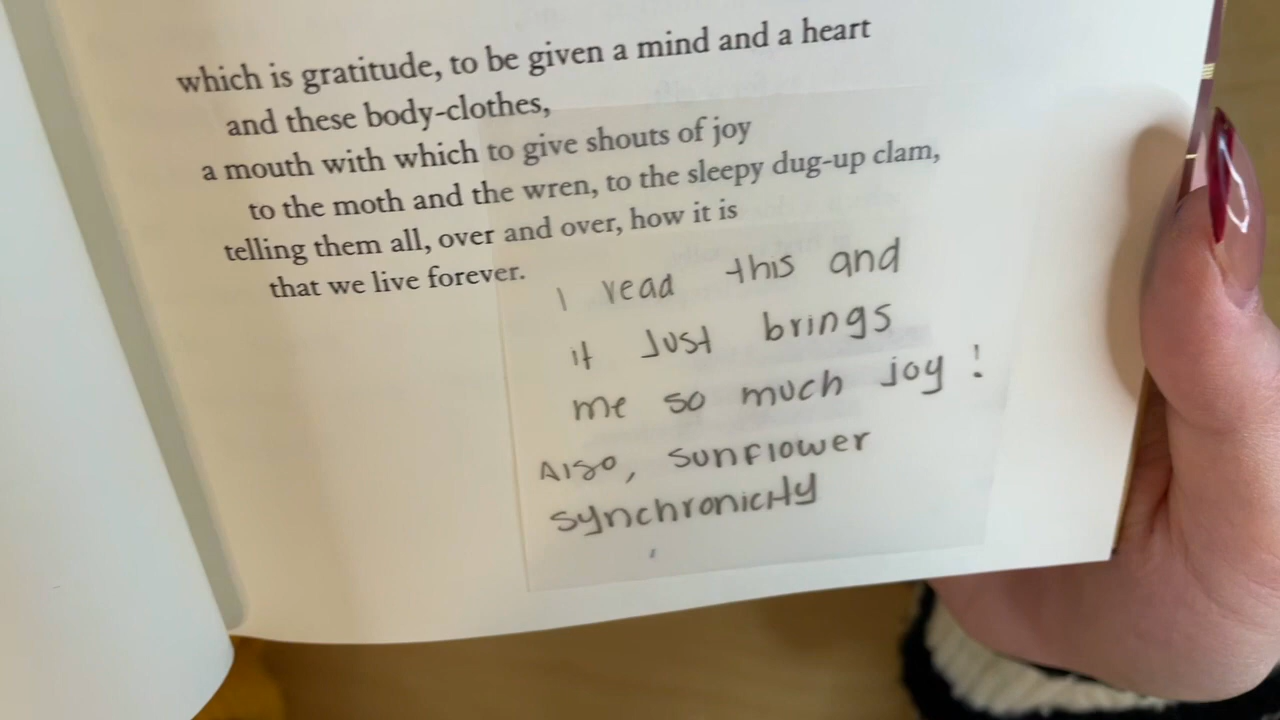 which is gratitude, to be given a mind and a heart
and these body-clothes,
a mouth with which to give shouts of joy
to the moth and the wren, to the sleepy dug-up clam,
telling them all, over and over, how it is
that we live forever.
I read this and
it Just brings
me so much joy !
Also, sunflower
synchronicity